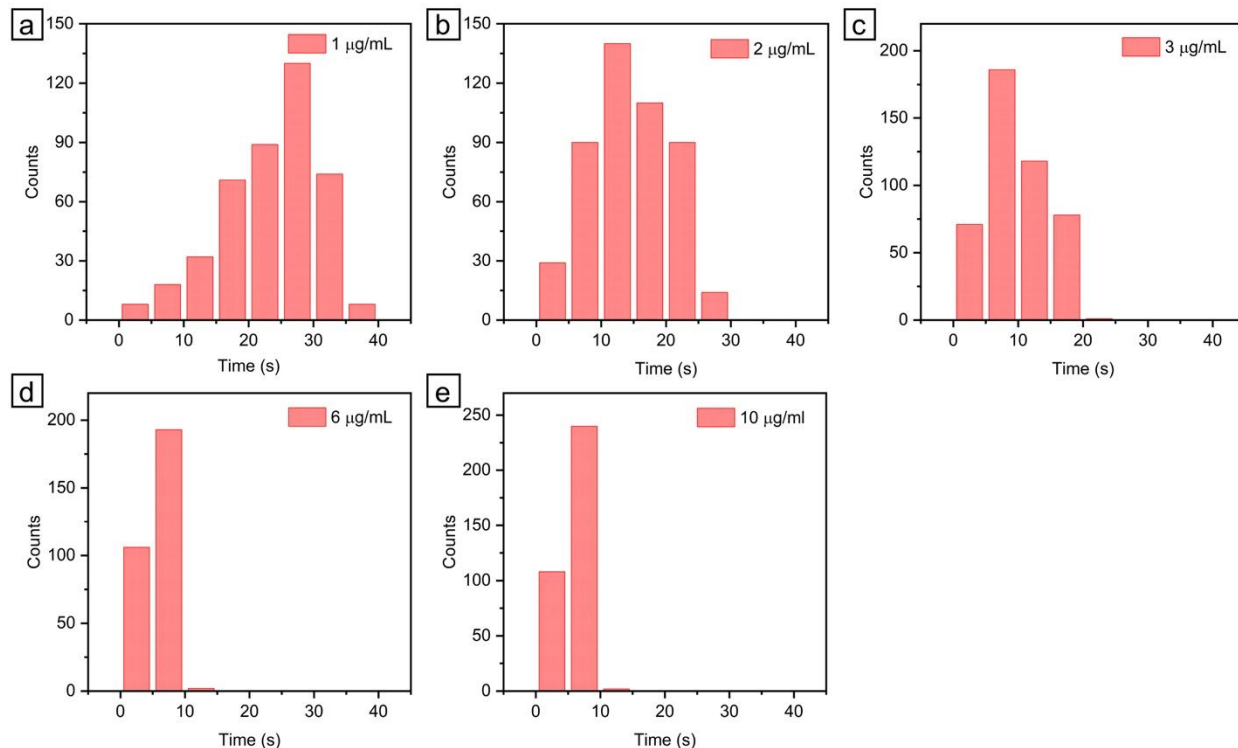 a
150
120
90
60
30
0
Counts
1 μg/mL
0 10 20 30 40
Time (s)
b
150
120
90
60
30
0
Counts
2 μg/mL
0 10 20 30 40
Time (s)
c
200
150
100
50
0
Counts
3 μg/mL
0 10 20 30 40
Time (s)
d
200
150
100
50
0
Counts
6 μg/mL
0 10 20 30 40
Time (s)
e
250
200
150
100
50
0
Counts
10 μg/ml
0 10 20 30 40
Time (s)